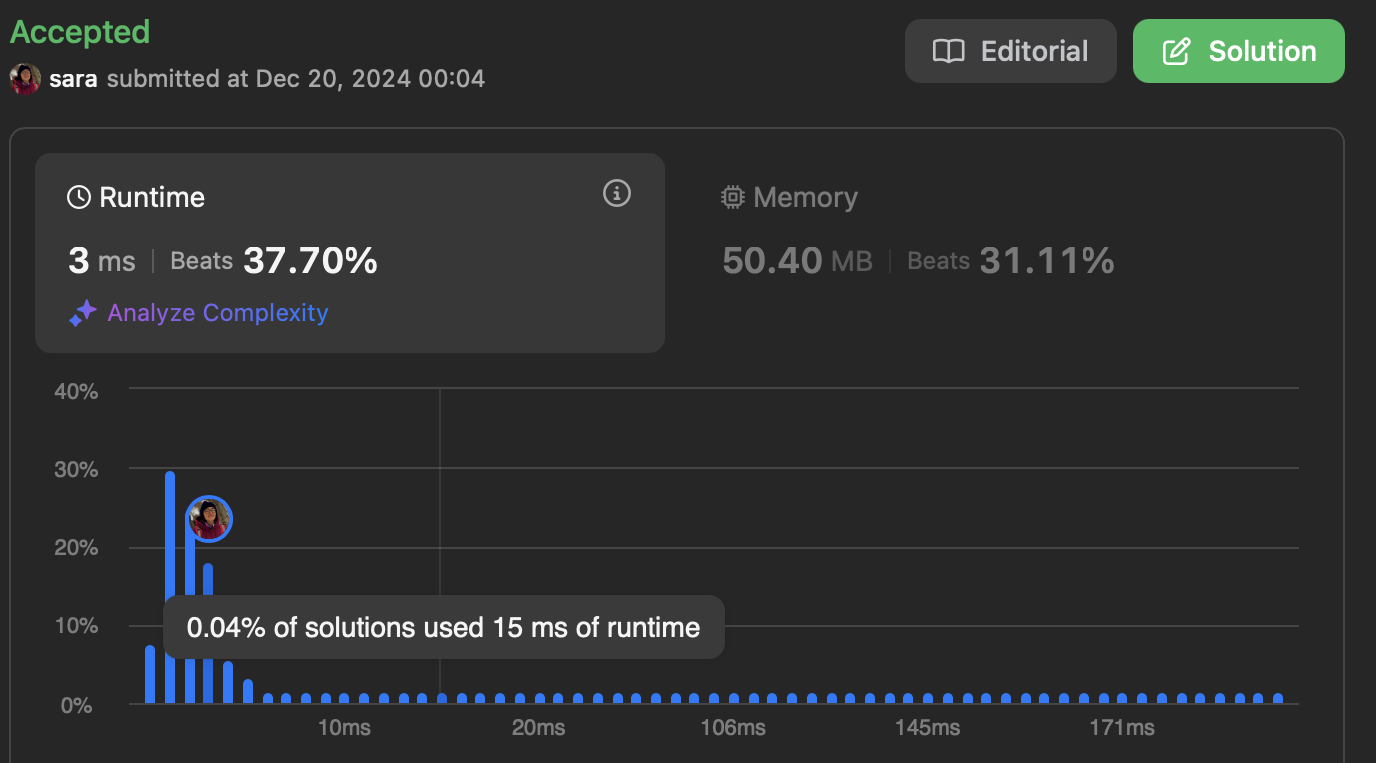 Accepted
Editorial
Solution
sara submitted at Dec 20, 2024 00:04
Runtime
Memory
3 ms | Beats 37.70%
50.40 MB | Beats 31.11%
Analyze Complexity
40%
30%
20%
10%
0.04% of solutions used 15 ms of runtime
0%
10ms 20ms 106ms 145ms 171ms